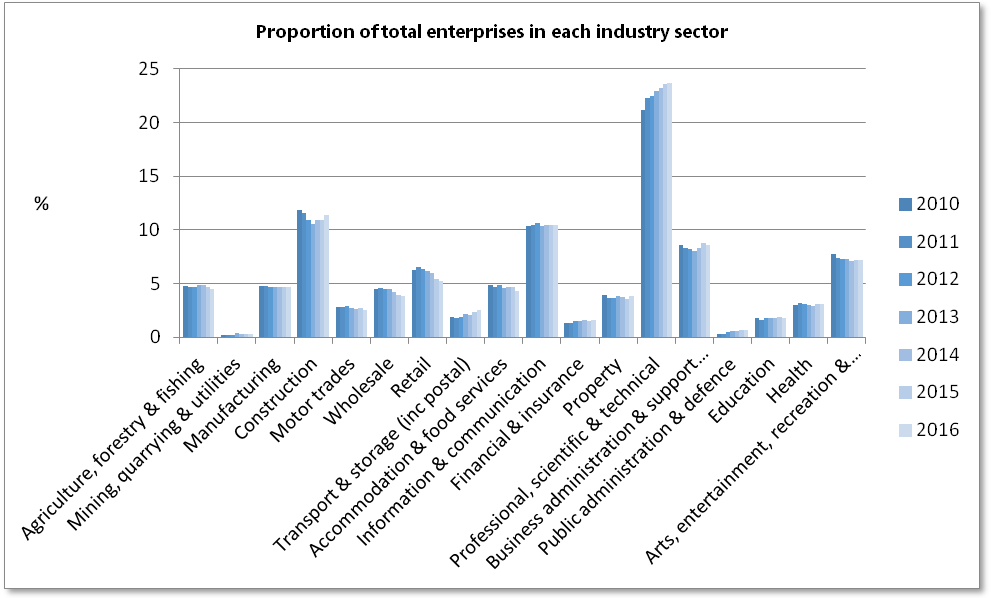 Proportion of total enterprises in each industry sector
25
20
15
10
5
0
%
Agriculture, forestry & fishing
Mining, quarrying & utilities
Manufacturing
Construction
Motor trades
Wholesale
Retail
Transport & storage (inc postal)
Accommodation & food services
Information & communication
Financial & insurance
Property
Professional, scientific & technical
Business administration & support...
Public administration & defence
Education
Health
Arts, entertainment, recreation &...
2010
2011
2012
2013
2014
2015
2016